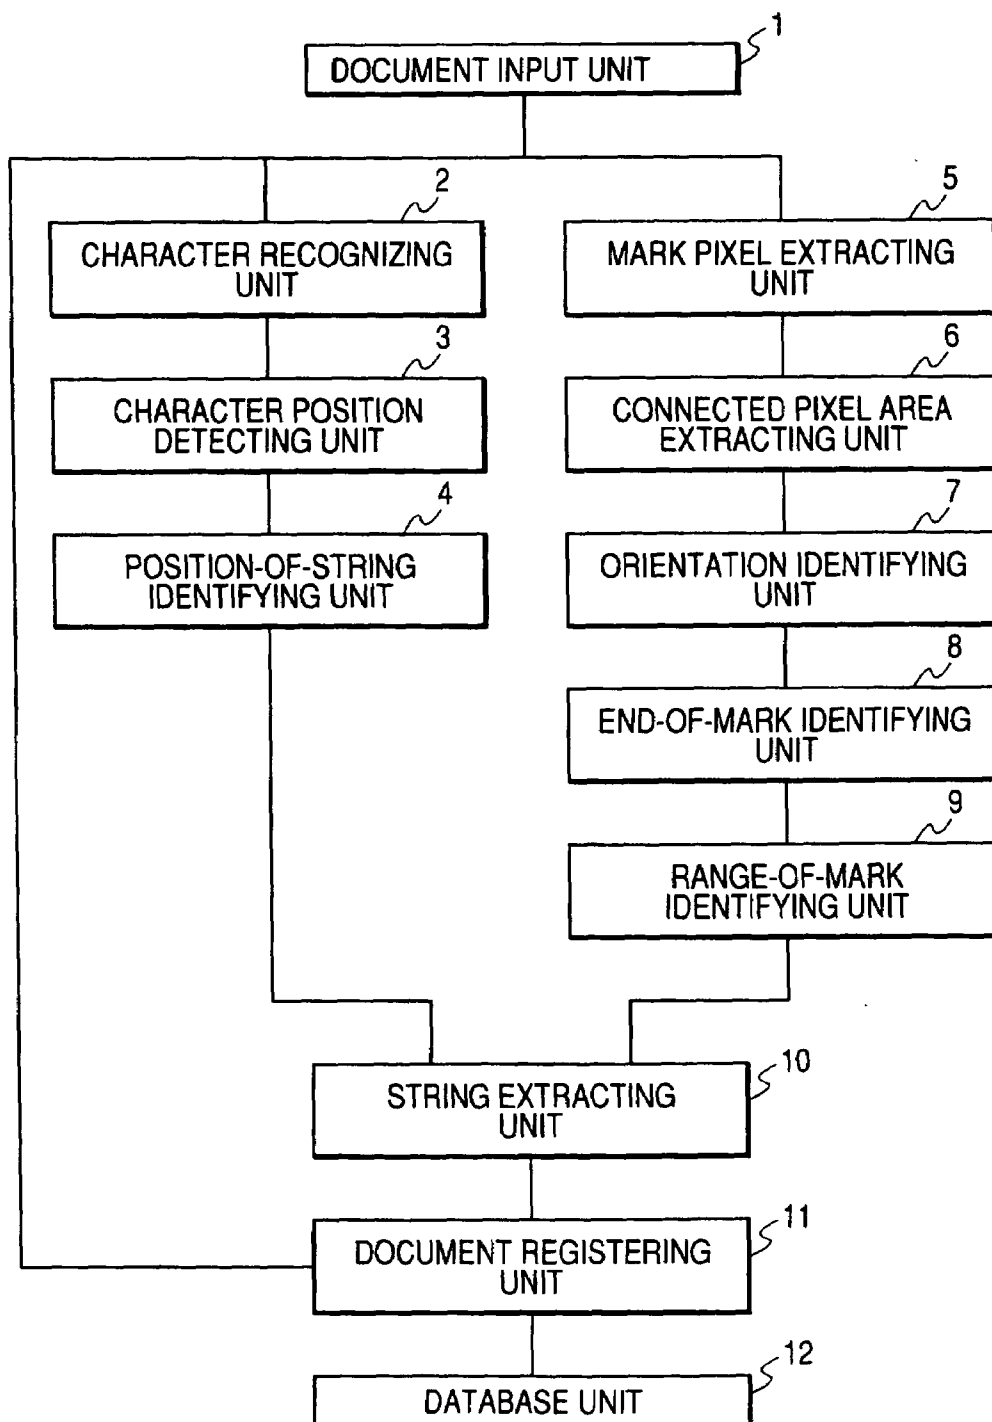 1
DOCUMENT INPUT UNIT
2
CHARACTER RECOGNIZING
UNIT
3
CHARACTER POSITION
DETECTING UNIT
4
POSITION-OF-STRING
IDENTIFYING UNIT
5
MARK PIXEL EXTRACTING
UNIT
6
CONNECTED PIXEL AREA
EXTRACTING UNIT
7
ORIENTATION IDENTIFYING
UNIT
8
END-OF-MARK IDENTIFYING
UNIT
9
RANGE-OF-MARK
IDENTIFYING UNIT
10
STRING EXTRACTING
UNIT
11
DOCUMENT REGISTERING
UNIT
12
DATABASE UNIT